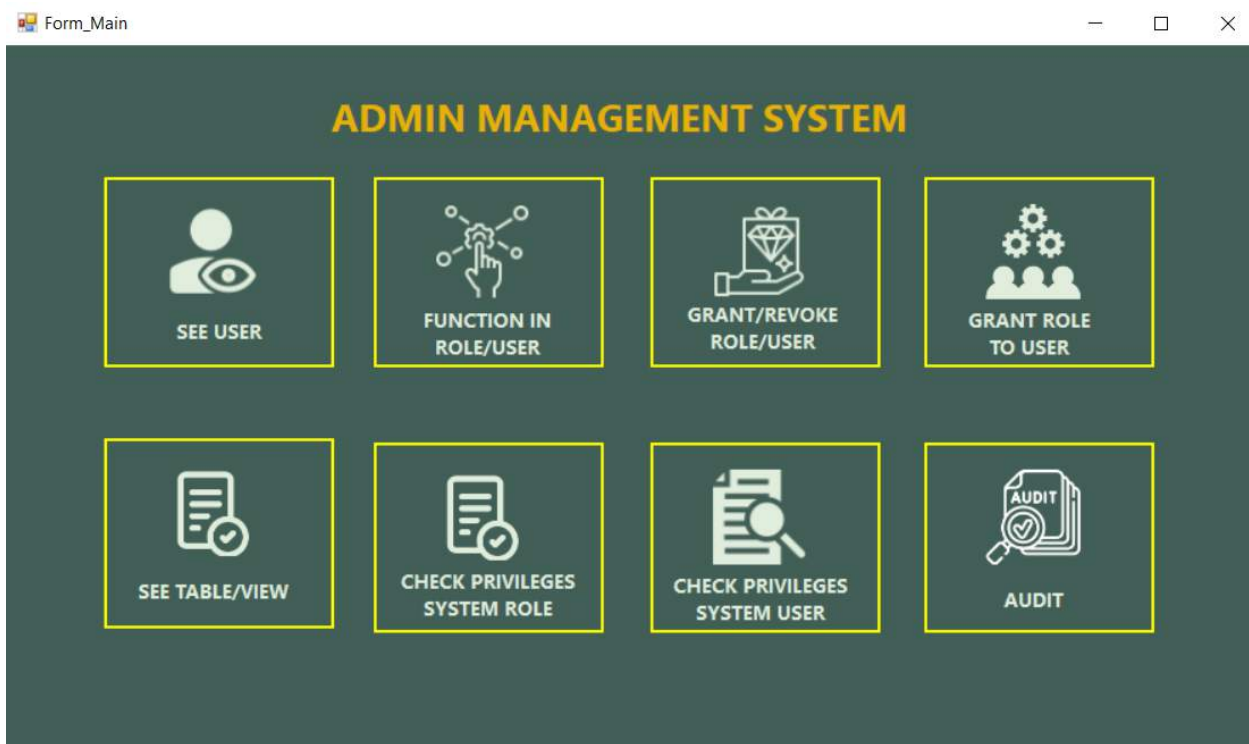 Form_Main
ADMIN MANAGEMENT SYSTEM
SEE USER
FUNCTION IN
ROLE/USER
GRANT/REVOKE
ROLE/USER
GRANT ROLE
TO USER
SEE TABLE/VIEW
CHECK PRIVILEGES
SYSTEM ROLE
CHECK PRIVILEGES
SYSTEM USER
AUDIT
AUDIT